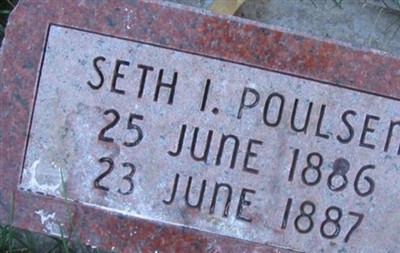 SETH I. POULSEN
25 JUNE 1886
23 JUNE 1887